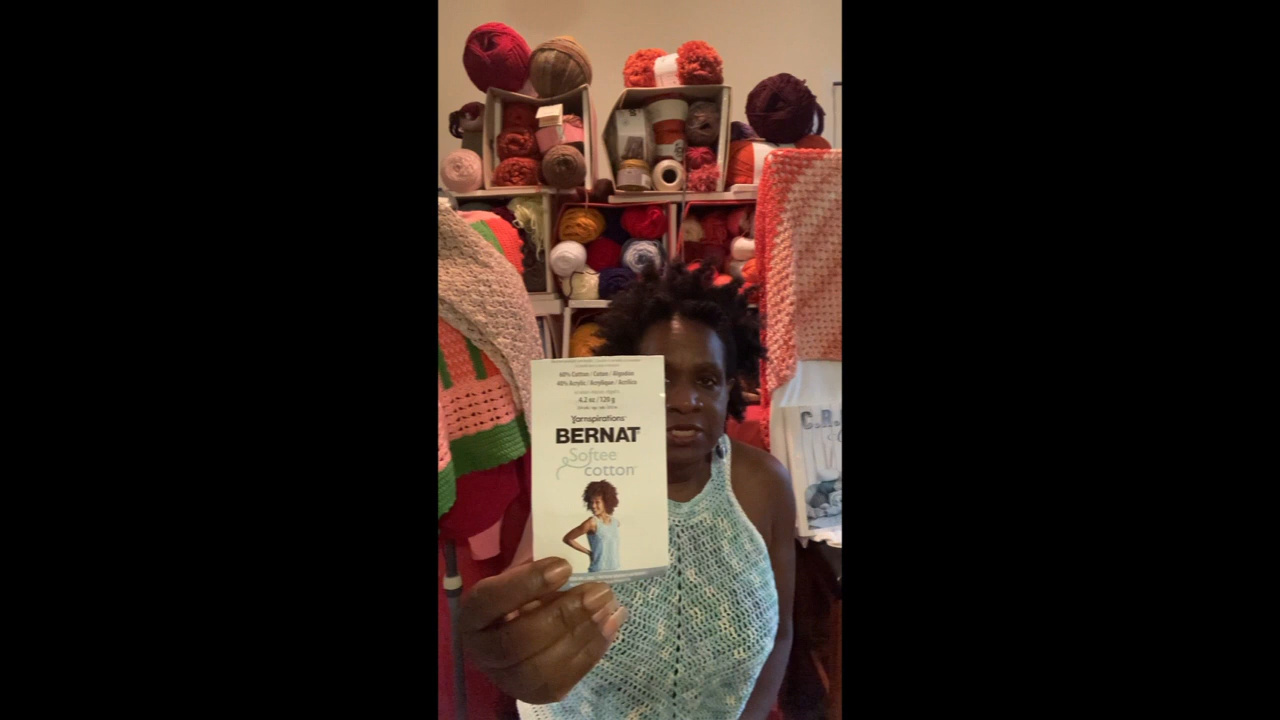 60% Cotton / Coton / Algodón
40% Acrylic / Acrylique / Acrílico
4.2 oz / 120 g
Yarnspirations
BERNAT
Softee
cotton
C.R.